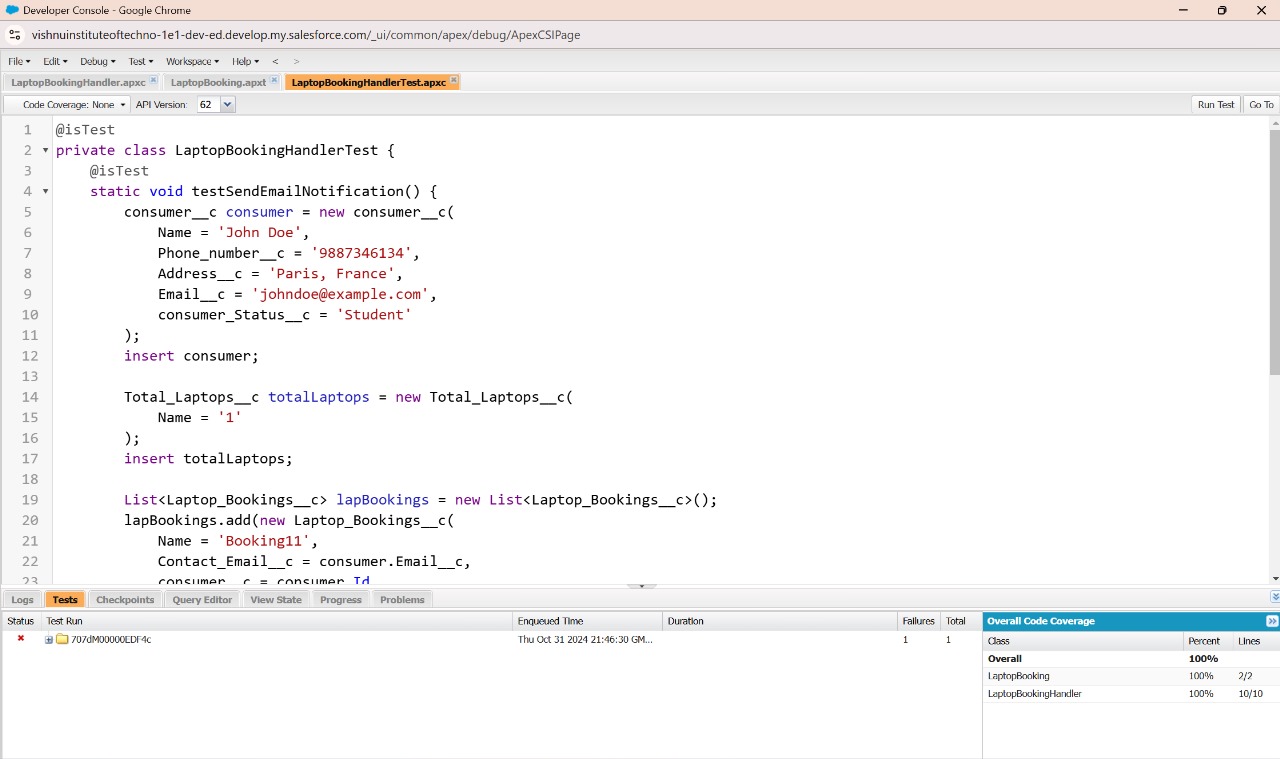 Developer Console - Google Chrome
vishnuinstituteoftechno-1e1-dev-ed.develop.my.salesforce.com/_ui/common/apex/debug/ApexCSIPage
File Edit Debug Test Workspace Help < >
LaptopBookingHandler.apxc LaptopBooking.apxt LaptopBookingHandlerTest.apxc
Code Coverage: None API Version: 62 Run Test Go To
1 @isTest
2 private class LaptopBookingHandlerTest {
3 @isTest
4 static void testSendEmailNotification() {
5 consumer__c consumer = new consumer__c(
6 Name = 'John Doe',
7 Phone_number__c = '9887346134',
8 Address__c = 'Paris, France',
9 Email__c = 'johndoe@example.com',
10 consumer_Status__c = 'Student'
11 );
12 insert consumer;
13
14 Total_Laptops__c totalLaptops = new Total_Laptops__c(
15 Name = '1'
16 );
17 insert totalLaptops;
18
19 List<Laptop_Bookings__c> lapBookings = new List<Laptop_Bookings__c>();
20 lapBookings.add(new Laptop_Bookings__c(
21 Name = 'Booking11',
22 Contact_Email__c = consumer.Email__c,
23 consumer__c = consumer.Id
Logs Tests Checkpoints Query Editor View State Progress Problems
Status Test Run Enqueued Time Duration Failures Total
707dM00000EDF4c Thu Oct 31 2024 21:46:30 GM... 1 1
Overall Code Coverage
Class Percent Lines
Overall 100%
LaptopBooking 100% 2/2
LaptopBookingHandler 100% 10/10